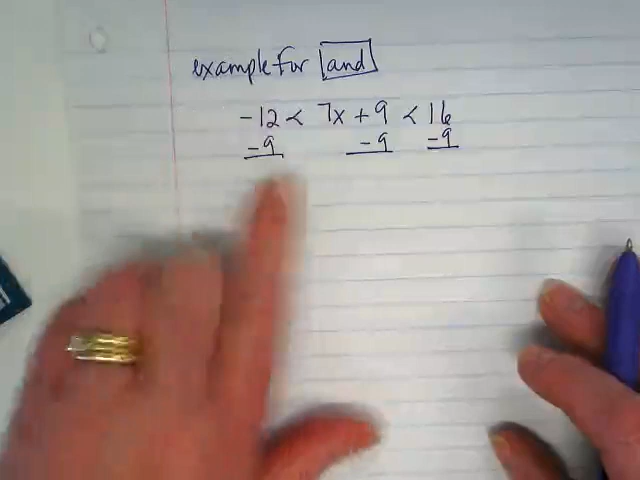 example for and
-12 < 7x + 9 < 16
-9 -9 -9